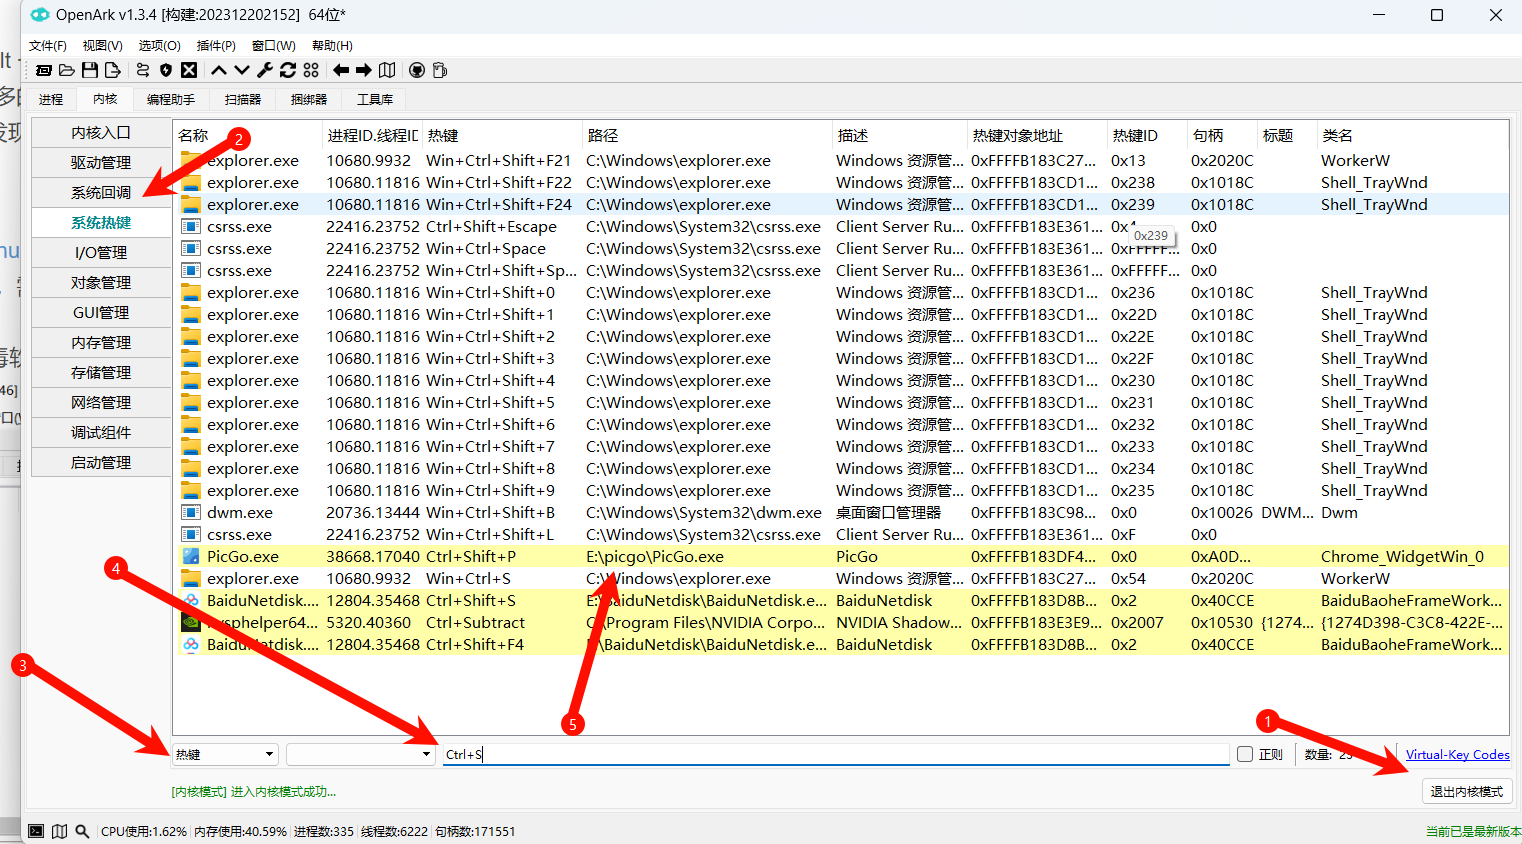 OpenArk v1.3.4 [构建:202312202152]  64位*
文件(F) 视图(V) 选项(O) 插件(P) 窗口(W) 帮助(H)
进程 内核 编程助手 扫描器 捆绑器 工具库
内核入口
驱动管理
系统回调
系统热键
I/O管理
对象管理
GUI管理
内存管理
存储管理
网络管理
调试组件
启动管理
名称 进程ID.线程ID 热键 路径 描述 热键对象地址 热键ID 句柄 标题 类名
explorer.exe 10680.9932 Win+Ctrl+Shift+F21 C:\Windows\explorer.exe Windows 资源管... 0xFFFFB183C27... 0x13 0x2020C WorkerW
explorer.exe 10680.11816 Win+Ctrl+Shift+F22 C:\Windows\explorer.exe Windows 资源管... 0xFFFFB183CD1... 0x238 0x1018C Shell_TrayWnd
explorer.exe 10680.11816 Win+Ctrl+Shift+F24 C:\Windows\explorer.exe Windows 资源管... 0xFFFFB183CD1... 0x239 0x1018C Shell_TrayWnd
csrss.exe 22416.23752 Ctrl+Shift+Escape C:\Windows\System32\csrss.exe Client Server Ru... 0xFFFFB183E361... 0x4 0x0
0x239
csrss.exe 22416.23752 Win+Ctrl+Space C:\Windows\System32\csrss.exe Client Server Ru... 0xFFFFB183E361... 0xFFFFF... 0x0
csrss.exe 22416.23752 Win+Ctrl+Shift+Sp... C:\Windows\System32\csrss.exe Client Server Ru... 0xFFFFB183E361... 0xFFFFF... 0x0
explorer.exe 10680.11816 Win+Ctrl+Shift+0 C:\Windows\explorer.exe Windows 资源管... 0xFFFFB183CD1... 0x236 0x1018C Shell_TrayWnd
explorer.exe 10680.11816 Win+Ctrl+Shift+1 C:\Windows\explorer.exe Windows 资源管... 0xFFFFB183CD1... 0x22D 0x1018C Shell_TrayWnd
explorer.exe 10680.11816 Win+Ctrl+Shift+2 C:\Windows\explorer.exe Windows 资源管... 0xFFFFB183CD1... 0x22E 0x1018C Shell_TrayWnd
explorer.exe 10680.11816 Win+Ctrl+Shift+3 C:\Windows\explorer.exe Windows 资源管... 0xFFFFB183CD1... 0x22F 0x1018C Shell_TrayWnd
explorer.exe 10680.11816 Win+Ctrl+Shift+4 C:\Windows\explorer.exe Windows 资源管... 0xFFFFB183CD1... 0x230 0x1018C Shell_TrayWnd
explorer.exe 10680.11816 Win+Ctrl+Shift+5 C:\Windows\explorer.exe Windows 资源管... 0xFFFFB183CD1... 0x231 0x1018C Shell_TrayWnd
explorer.exe 10680.11816 Win+Ctrl+Shift+6 C:\Windows\explorer.exe Windows 资源管... 0xFFFFB183CD1... 0x232 0x1018C Shell_TrayWnd
explorer.exe 10680.11816 Win+Ctrl+Shift+7 C:\Windows\explorer.exe Windows 资源管... 0xFFFFB183CD1... 0x233 0x1018C Shell_TrayWnd
explorer.exe 10680.11816 Win+Ctrl+Shift+8 C:\Windows\explorer.exe Windows 资源管... 0xFFFFB183CD1... 0x234 0x1018C Shell_TrayWnd
explorer.exe 10680.11816 Win+Ctrl+Shift+9 C:\Windows\explorer.exe Windows 资源管... 0xFFFFB183CD1... 0x235 0x1018C Shell_TrayWnd
dwm.exe 20736.13444 Win+Ctrl+Shift+B C:\Windows\System32\dwm.exe 桌面窗口管理器 0xFFFFB183C98... 0x0 0x10026 DWM... Dwm
csrss.exe 22416.23752 Win+Ctrl+Shift+L C:\Windows\System32\csrss.exe Client Server Ru... 0xFFFFB183E361... 0xF 0x0
PicGo.exe 38668.17040 Ctrl+Shift+P E:\picgo\PicGo.exe PicGo 0xFFFFB183DF4... 0x0 0xA0D... Chrome_WidgetWin_0
explorer.exe 10680.9932 Win+Ctrl+S C:\Windows\explorer.exe Windows 资源管... 0xFFFFB183C27... 0x54 0x2020C WorkerW
BaiduNetdisk.... 12804.35468 Ctrl+Shift+S E:\BaiduNetdisk\BaiduNetdisk.e... BaiduNetdisk 0xFFFFB183D8B... 0x2 0x40CCE BaiduBaoheFrameWork...
nvsphelper64... 5320.40360 Ctrl+Subtract C:\Program Files\NVIDIA Corpo... NVIDIA Shadow... 0xFFFFB183E3E9... 0x2007 0x10530 {1274... {1274D398-C3C8-422E-...
BaiduNetdisk.... 12804.35468 Ctrl+Shift+F4 E:\BaiduNetdisk\BaiduNetdisk.e... BaiduNetdisk 0xFFFFB183D8B... 0x2 0x40CCE BaiduBaoheFrameWork...
2
4
3
5
1
热键 Ctrl+S 正则 数量: Virtual-Key Codes
[内核模式] 进入内核模式成功... 退出内核模式
CPU使用:1.62% 内存使用:40.59% 进程数:335 线程数:6222 句柄数:171551 当前已是最新版本